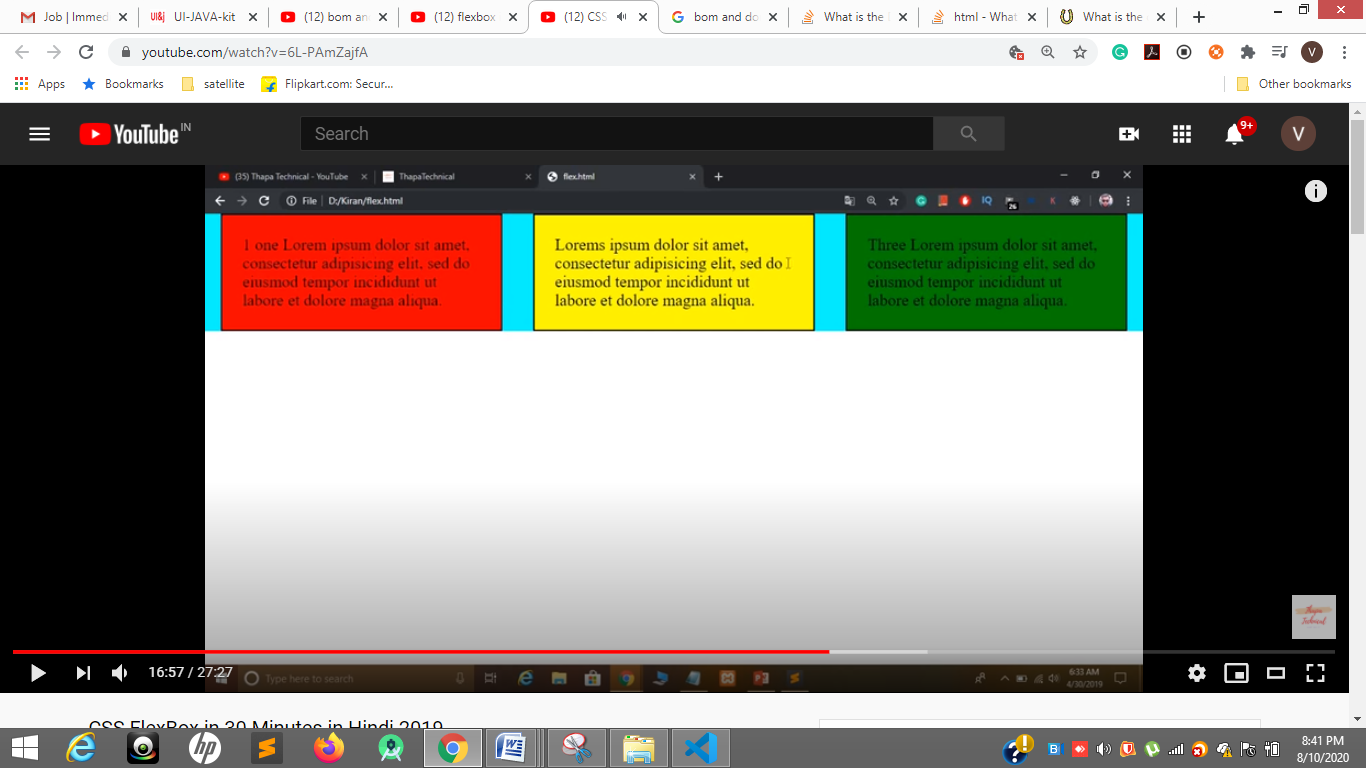 Job | Immed
UI&j UI-JAVA-kit
(12) bom an
(12) flexbox
(12) CSS
bom and do
What is the
html - What
What is the
youtube.com/watch?v=6L-PAmZajfA
V
Apps
Bookmarks
satellite
Flipkart.com: Secur...
Other bookmarks
YouTube IN
Search
9+
V
(35) Thapa Technical - YouTube
ThapaTechnical
flex.html
File | D:/Kiran/flex.html
IQ
26
K
1 one Lorem ipsum dolor sit amet,
consectetur adipisicing elit, sed do
eiusmod tempor incididunt ut
labore et dolore magna aliqua.
Lorems ipsum dolor sit amet,
consectetur adipisicing elit, sed do
eiusmod tempor incididunt ut
labore et dolore magna aliqua.
Three Lorem ipsum dolor sit amet,
consectetur adipisicing elit, sed do
eiusmod tempor incididunt ut
labore et dolore magna aliqua.
Thapa
Technical
16:57 / 27:27
Type here to search
6:33 AM
4/30/2019
CSS FlexBox in 30 Minutes in Hindi 2019
8:41 PM
8/10/2020